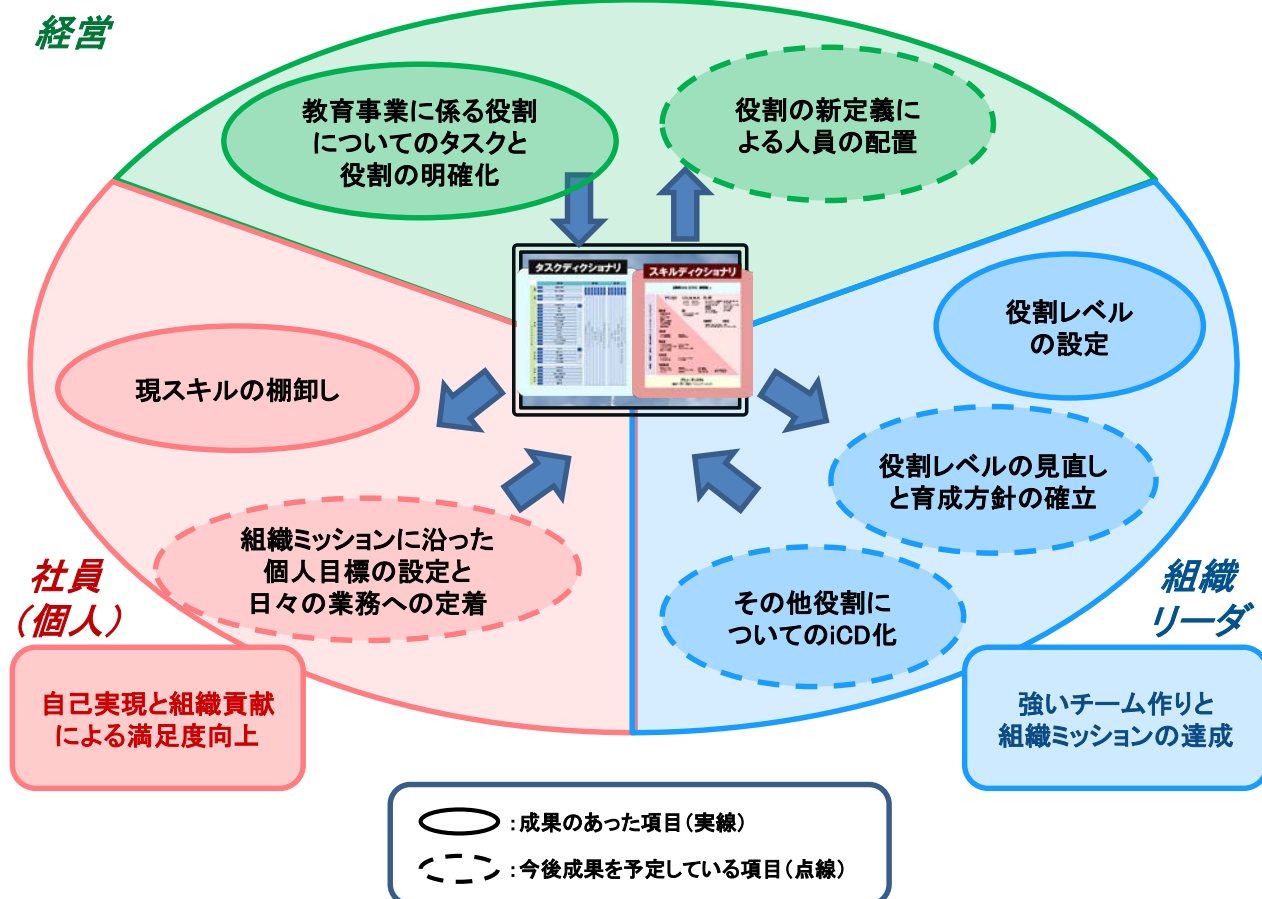 経営
教育事業に係る役割
についてのタスクと
役割の明確化
役割の新定義に
よる人員の配置
タスクディクショナリ
スキルディクショナリ
役割レベル
の設定
現スキルの棚卸し
役割レベルの見直し
と育成方針の確立
組織ミッションに沿った
個人目標の設定と
日々の業務への定着
その他役割に
ついてのiCD化
社員
（個人）
組織
リーダ
自己実現と組織貢献
による満足度向上
強いチーム作りと
組織ミッションの達成
：成果のあった項目（実線）
：今後成果を予定している項目（点線）